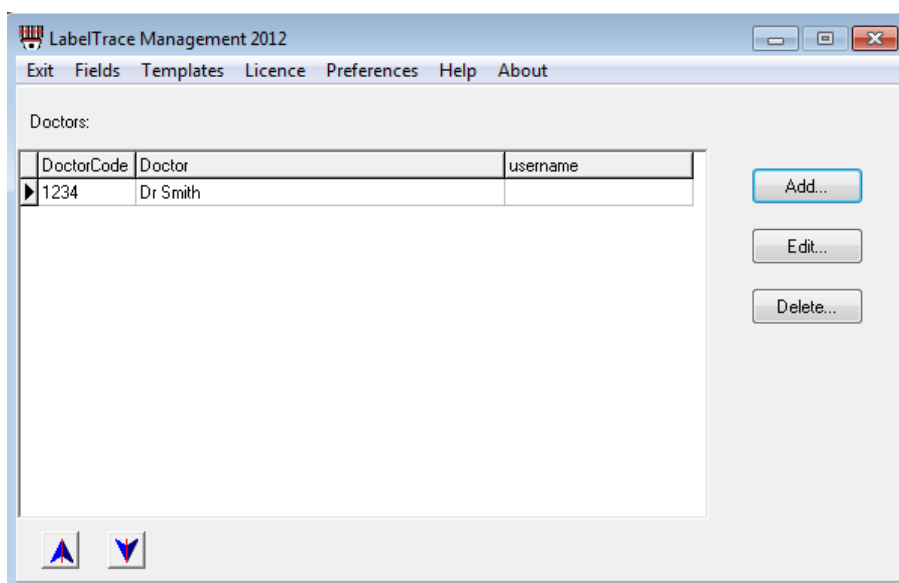 LabelTrace Management 2012
Exit Fields Templates Licence Preferences Help About
Doctors:
DoctorCode Doctor username
1234 Dr Smith
Add...
Edit...
Delete...